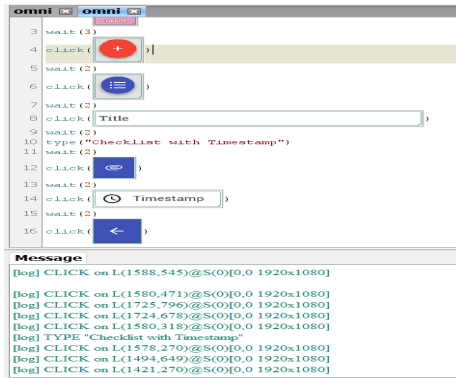 omni omni
3 wait(3)
4 click( )
5 wait(2)
6 click( )
7 wait(2)
8 click( Title )
9 wait(2)
10 type("Checklist with Timestamp")
11 wait(2)
12 click( )
13 wait(2)
14 click( Timestamp )
15 wait(2)
16 click( )
Message
[log] CLICK on L(1588,545)@S(0)[0,0 1920x1080]
[log] CLICK on L(1580,471)@S(0)[0,0 1920x1080]
[log] CLICK on L(1725,796)@S(0)[0,0 1920x1080]
[log] CLICK on L(1724,678)@S(0)[0,0 1920x1080]
[log] CLICK on L(1580,318)@S(0)[0,0 1920x1080]
[log] TYPE "Checklist with Timestamp"
[log] CLICK on L(1578,270)@S(0)[0,0 1920x1080]
[log] CLICK on L(1494,649)@S(0)[0,0 1920x1080]
[log] CLICK on L(1421,270)@S(0)[0,0 1920x1080]